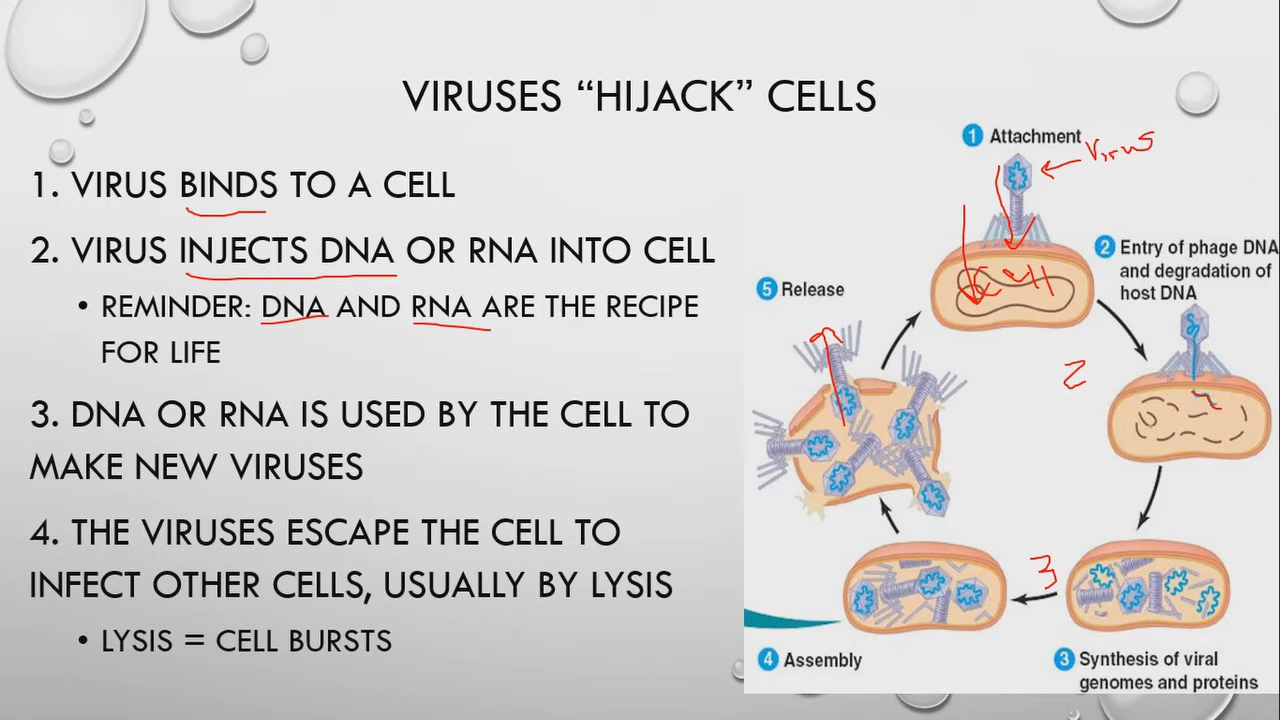 VIRUSES “HIJACK” CELLS
1. VIRUS BINDS TO A CELL
2. VIRUS INJECTS DNA OR RNA INTO CELL
• REMINDER: DNA AND RNA ARE THE RECIPE
FOR LIFE
3. DNA OR RNA IS USED BY THE CELL TO
MAKE NEW VIRUSES
4. THE VIRUSES ESCAPE THE CELL TO
INFECT OTHER CELLS, USUALLY BY LYSIS
• LYSIS = CELL BURSTS
1 Attachment
Virus
Cell
2 Entry of phage DNA
and degradation of
host DNA
2
3 Synthesis of viral
genomes and proteins
3
4 Assembly
5 Release